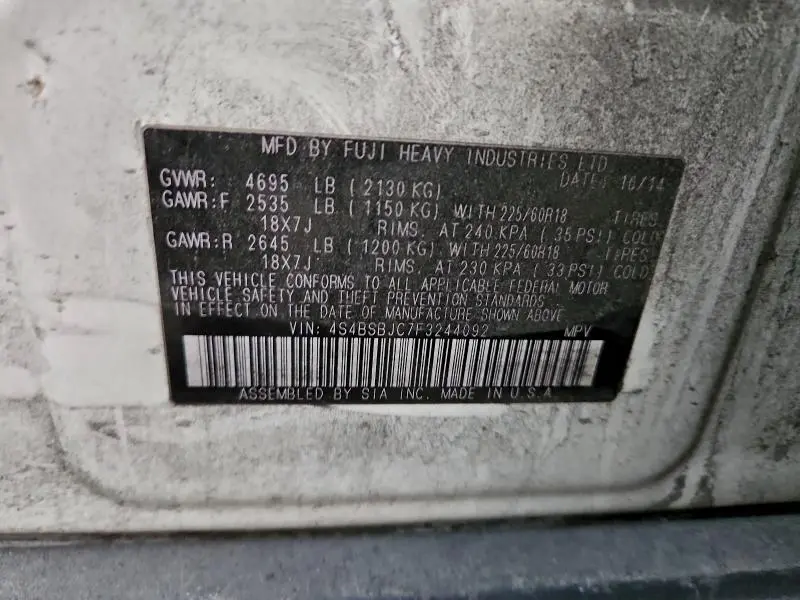 MFD BY FUJI HEAVY INDUSTRIES LTD
DATE: 10/14
GVWR: 4695 LB ( 2130 KG)
GAWR:F 2535 LB ( 1150 KG) WITH 225/60R18 TIRES
18X7J RIMS, AT 240 KPA ( 35 PSI) COLD
GAWR:R 2645 LB ( 1200 KG) WITH 225/60R18 TIRES
18X7J RIMS, AT 230 KPA ( 33 PSI) COLD
THIS VEHICLE CONFORMS TO ALL APPLICABLE FEDERAL MOTOR
VEHICLE SAFETY AND THEFT PREVENTION STANDARDS
IN EFFECT ON THE DATE OF MANUFACTURE SHOWN ABOVE.
VIN: 4S4BSBJC7F3244092 MPV
ASSEMBLED BY SIA INC. MADE IN U.S.A.